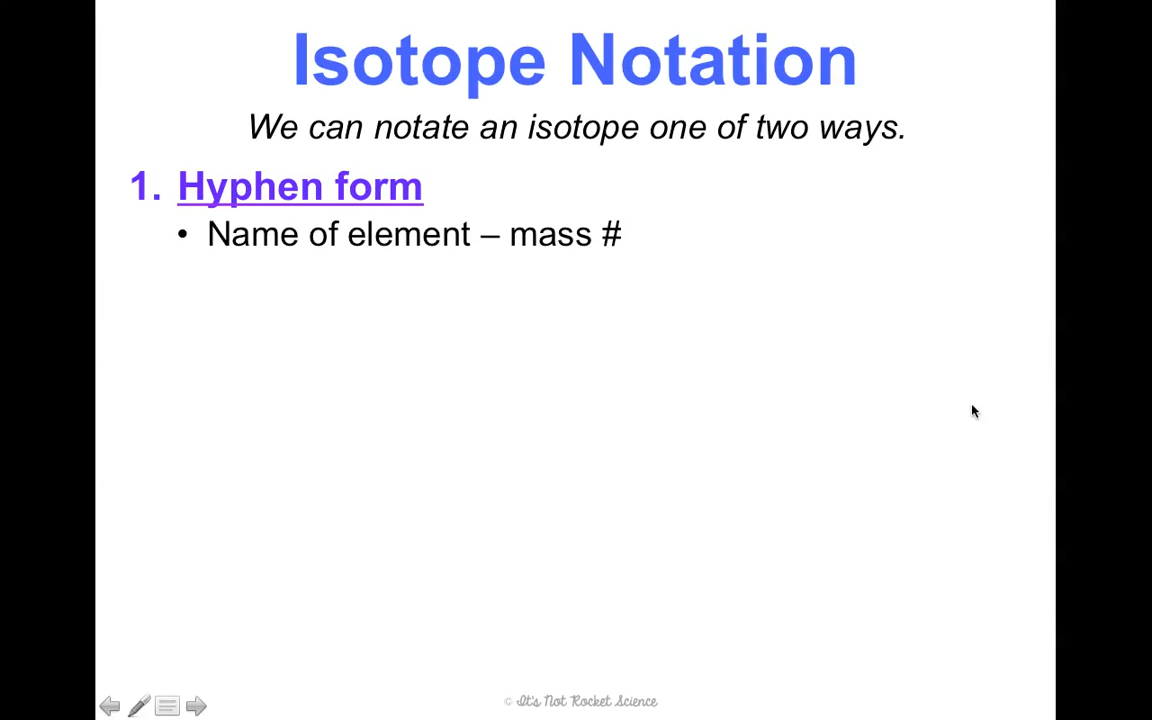 Isotope Notation
We can notate an isotope one of two ways.
1. Hyphen form
• Name of element – mass #
© It's Not Rocket Science